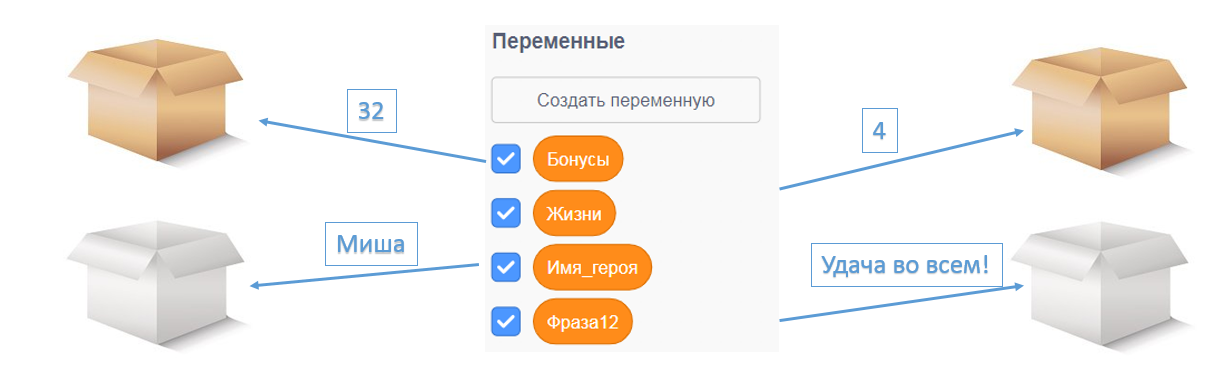 Переменные
Создать переменную
32
4
Бонусы
Жизни
Миша
Имя_героя
Удача во всем!
Фраза12